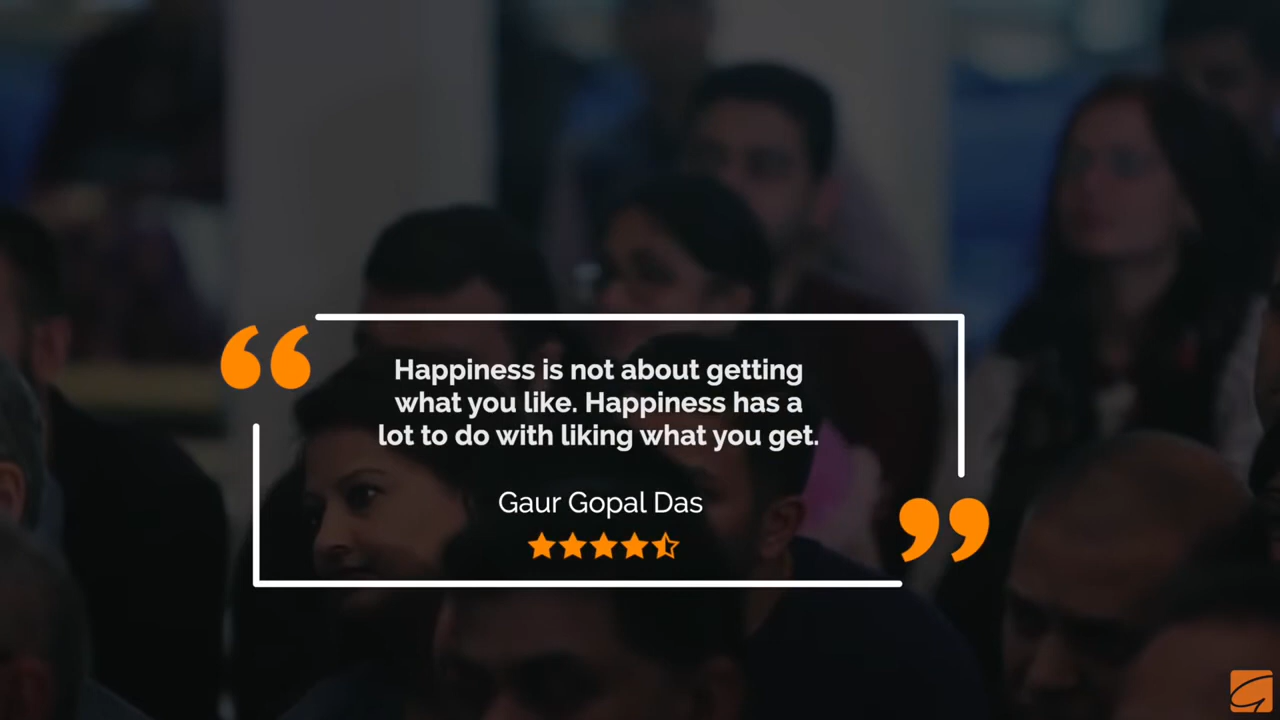 Happiness is not about getting
what you like. Happiness has a
lot to do with liking what you get.
Gaur Gopal Das